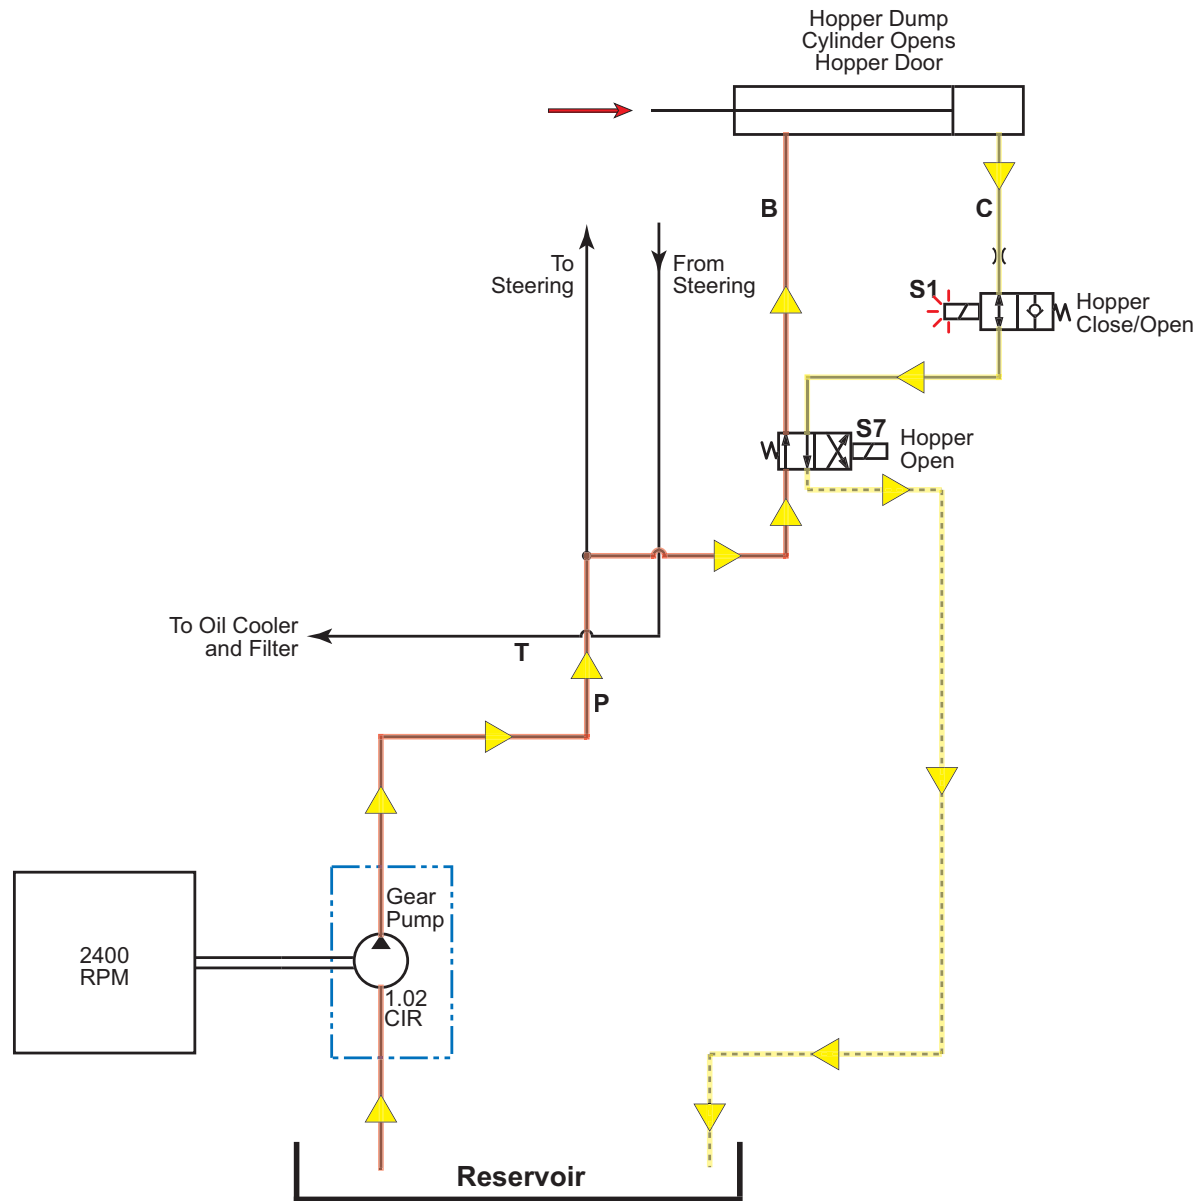 Hopper Dump
Cylinder Opens
Hopper Door
B
C
To
Steering
From
Steering
S1
Hopper
Close/Open
S7
Hopper
Open
To Oil Cooler
and Filter
T
P
Gear
Pump
2400
RPM
1.02
CIR
Reservoir